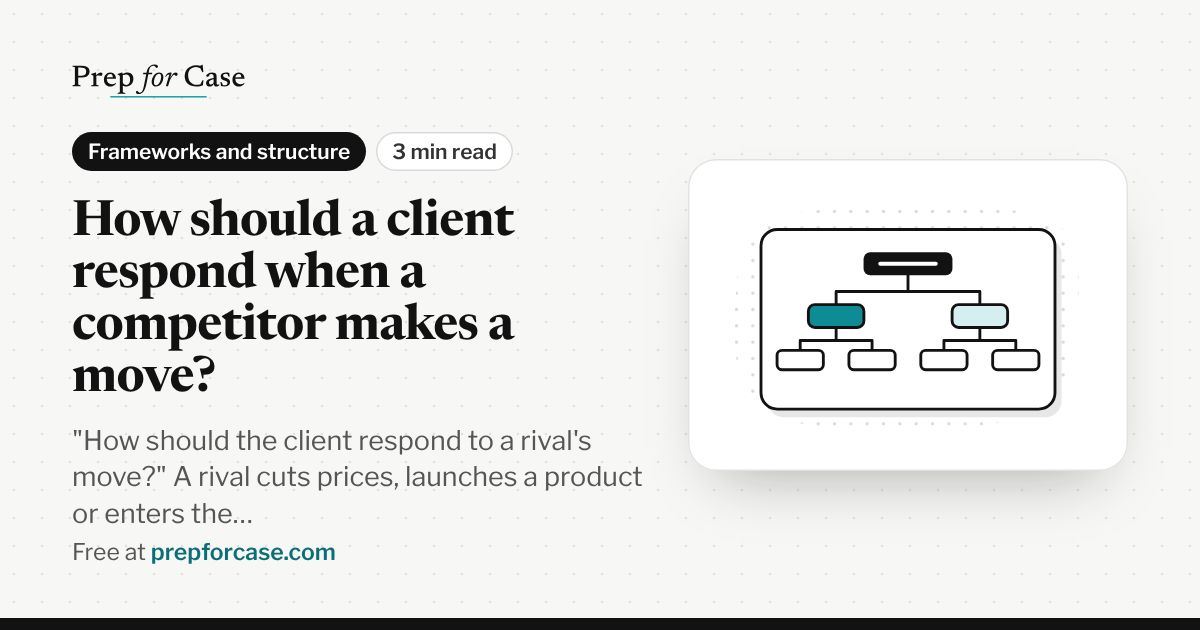 Prep for Case
Frameworks and structure
3 min read
How should a client
respond when a
competitor makes a
move?
"How should the client respond to a rival's
move?" A rival cuts prices, launches a product
or enters the...
Free at prepforcase.com